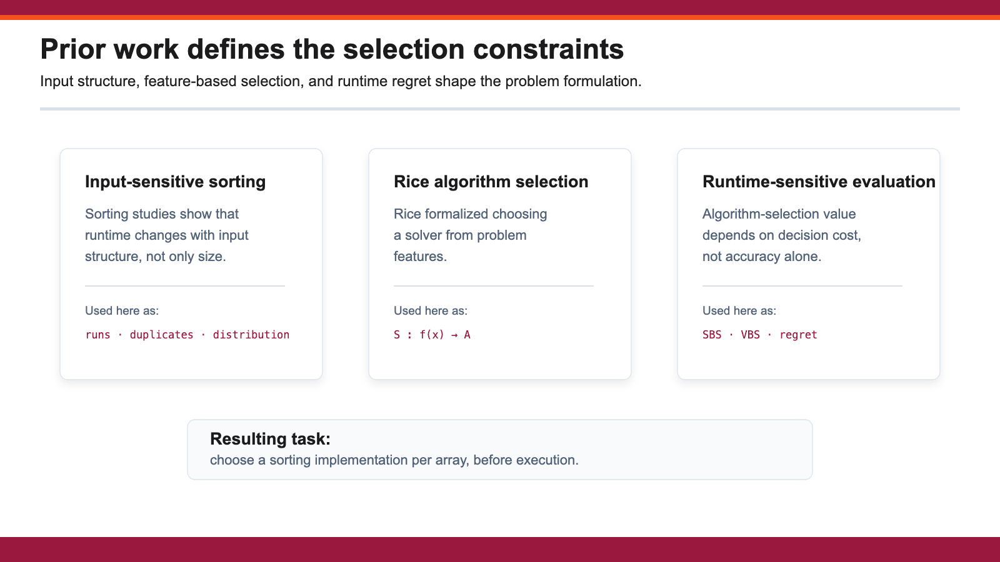 Prior work defines the selection constraints
Input structure, feature-based selection, and runtime regret shape the problem formulation.
Input-sensitive sorting
Sorting studies show that
runtime changes with input
structure, not only size.
Used here as:
runs · duplicates · distribution
Rice algorithm selection
Rice formalized choosing
a solver from problem
features.
Used here as:
S : f(x) → A
Runtime-sensitive evaluation
Algorithm-selection value
depends on decision cost,
not accuracy alone.
Used here as:
SBS · VBS · regret
Resulting task:
choose a sorting implementation per array, before execution.